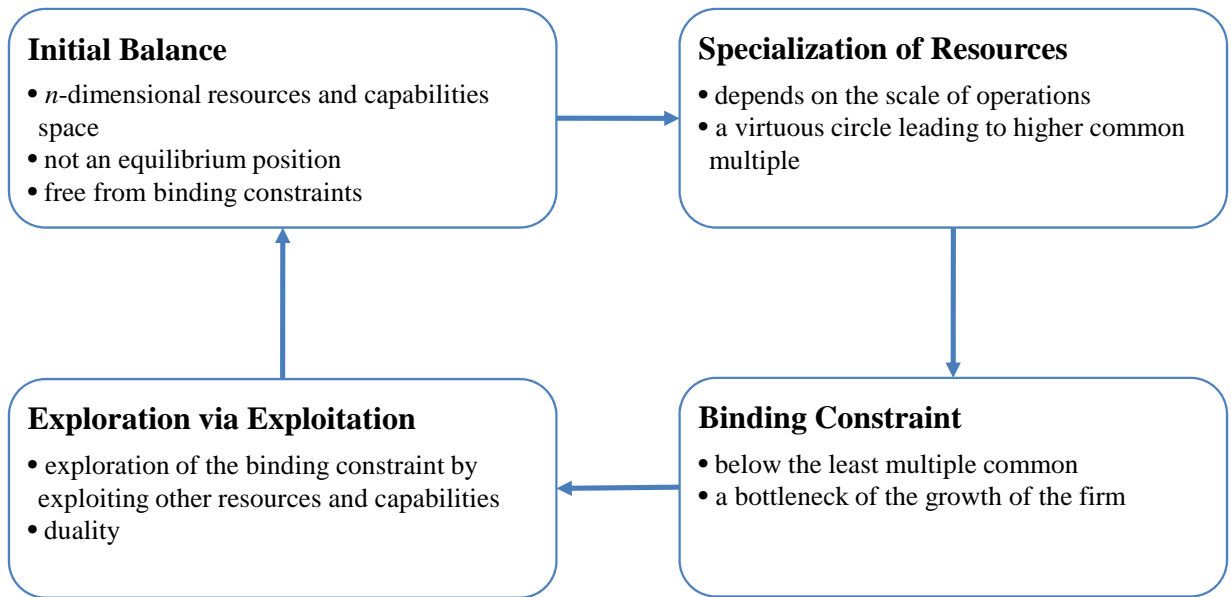 Initial Balance
• n-dimensional resources and capabilities
space
• not an equilibrium position
• free from binding constraints
Specialization of Resources
• depends on the scale of operations
• a virtuous circle leading to higher common
multiple
Exploration via Exploitation
• exploration of the binding constraint by
exploiting other resources and capabilities
• duality
Binding Constraint
• below the least multiple common
• a bottleneck of the growth of the firm